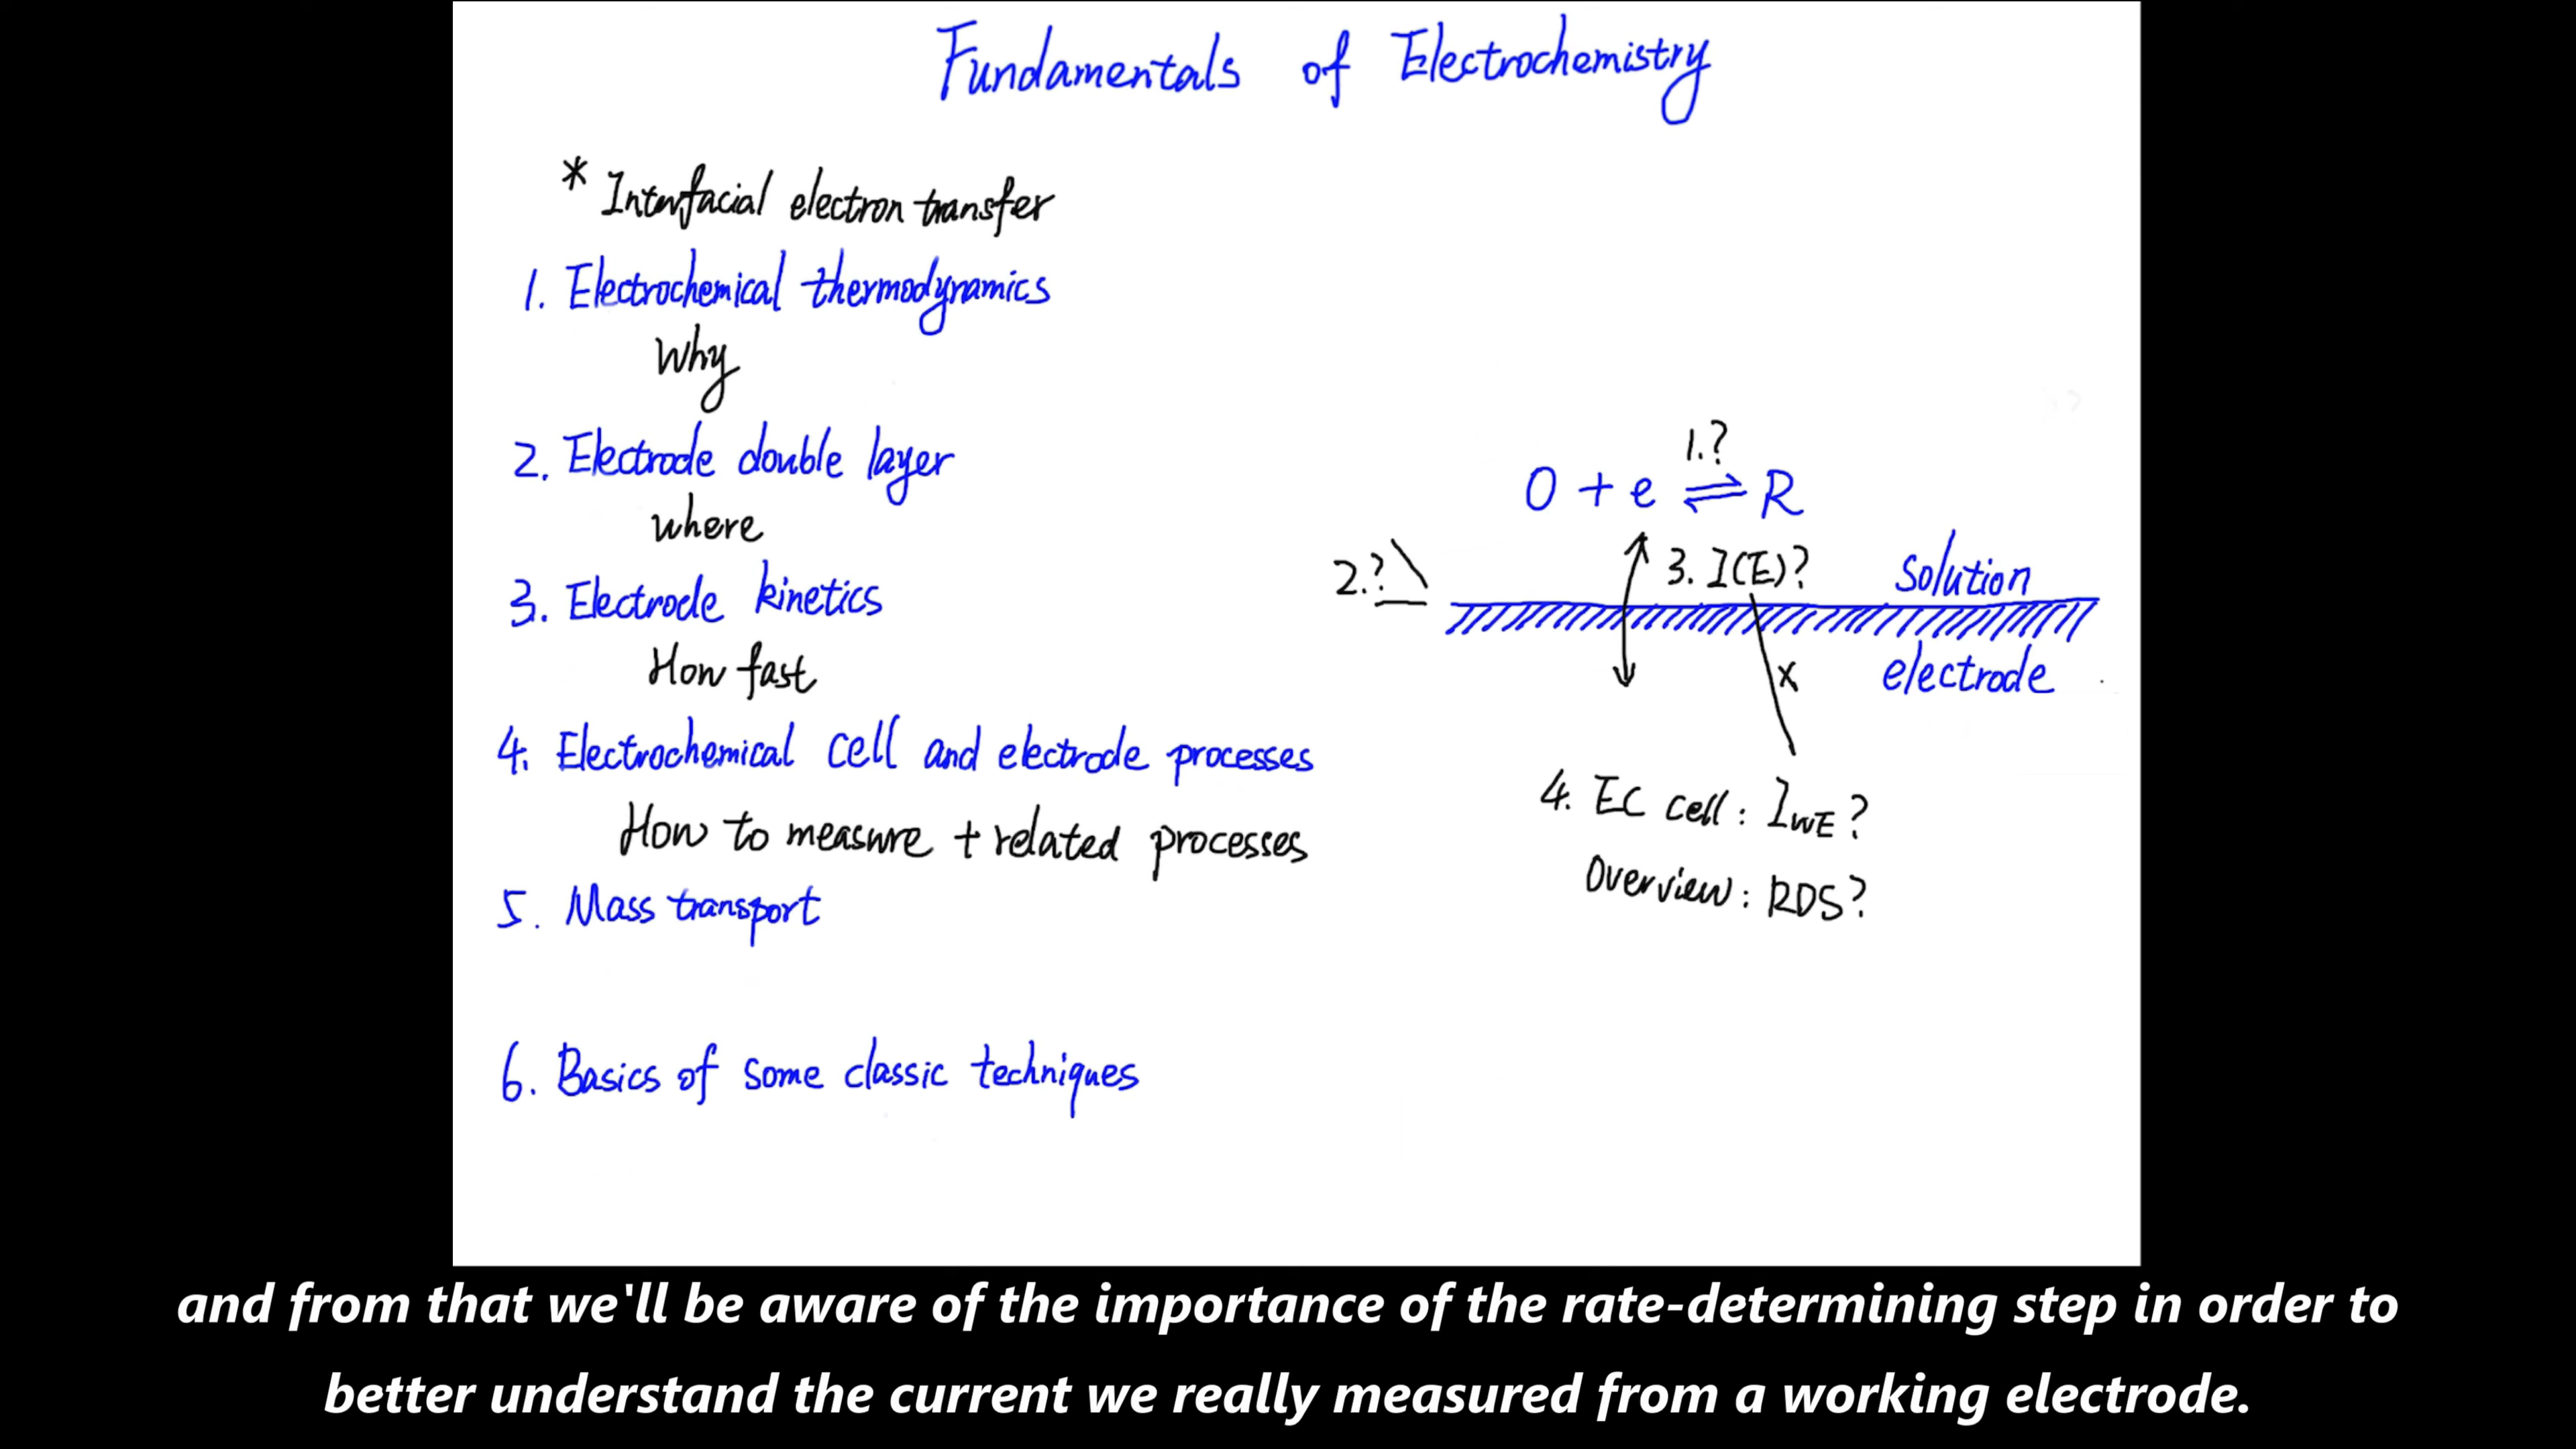 Fundamentals of Electrochemistry
* Interfacial electron transfer
1. Electrochemical thermodynamics
Why
2. Electrode double layer
where
3. Electrode kinetics
How fast
4. Electrochemical cell and electrode processes
How to measure + related processes
5. Mass transport
6. Basics of some classic techniques
1.?
O + e ⇌ R
2.?
3. I(E)?
solution
electrode
x
4. EC cell: IWE?
Overview: RDS?
and from that we'll be aware of the importance of the rate-determining step in order to
better understand the current we really measured from a working electrode.